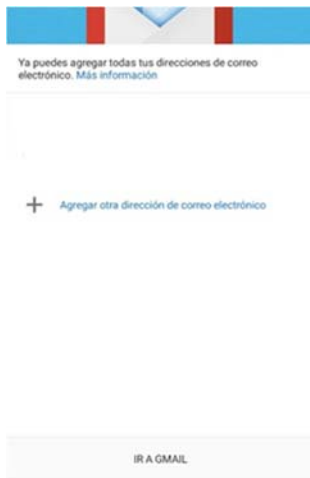 Ya puedes agregar todas tus direcciones de correo
electrónico. Más información
Agregar otra dirección de correo electrónico
IR A GMAIL